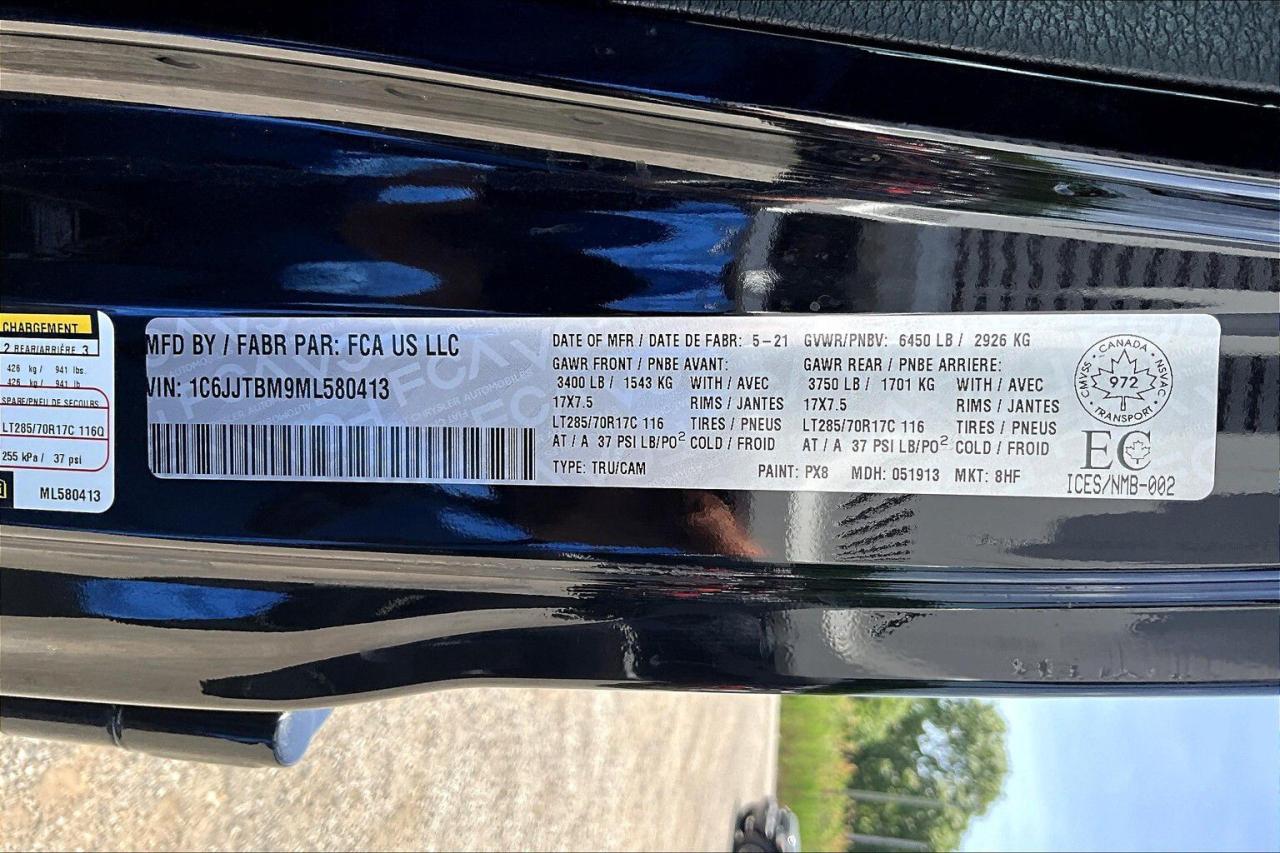 CHARGEMENT
2 REAR/ARRIÈRE 3
426 kg / 941 lbs.
426 kg / 941 lb
SPARE/PNEU DE SECOURS
LT285/70R17C 116Q
255 kPa / 37 psi
ML580413
MFD BY / FABR PAR: FCA US LLC
VIN: 1C6JJTBM9ML580413
DATE OF MFR / DATE DE FABR: 5-21
GAWR FRONT / PNBE AVANT:
3400 LB / 1543 KG WITH / AVEC
17X7.5 RIMS / JANTES
LT285/70R17C 116 TIRES / PNEUS
AT / A 37 PSI LB/PO² COLD / FROID
TYPE: TRU/CAM
GVWR/PNBV: 6450 LB / 2926 KG
GAWR REAR / PNBE ARRIERE:
3750 LB / 1701 KG WITH / AVEC
17X7.5 RIMS / JANTES
LT285/70R17C 116 TIRES / PNEUS
AT / A 37 PSI LB/PO² COLD / FROID
PAINT: PX8 MDH: 051913 MKT: 8HF
CANADA
CMVSS 972 NSVAC
TRANSPORT
EC
ICES/NMB-002